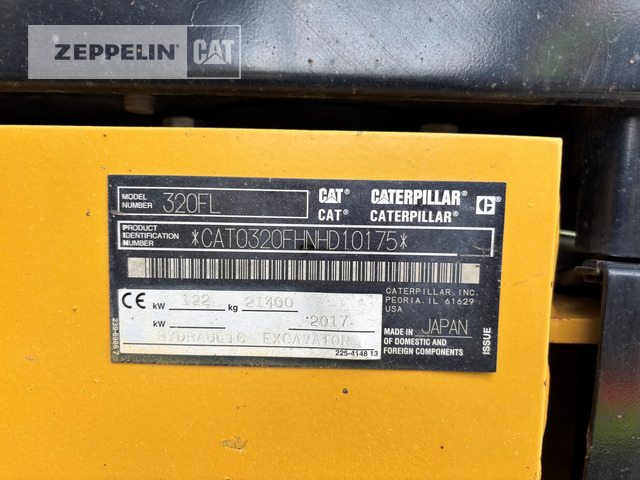 ZEPPELIN CAT
MODEL NUMBER 320FL
CAT® CATERPILLAR®
CAT® CATERPILLAR®
PRODUCT IDENTIFICATION NUMBER *CAT0320FHNHD10175*
CATERPILLAR INC.
PEORIA, IL 61629
USA
CE kW 122 kg 21400
kW 2017
HYDRAULIC EXCAVATOR
225-4148 13
MADE IN JAPAN
OF DOMESTIC AND
FOREIGN COMPONENTS
ISSUE